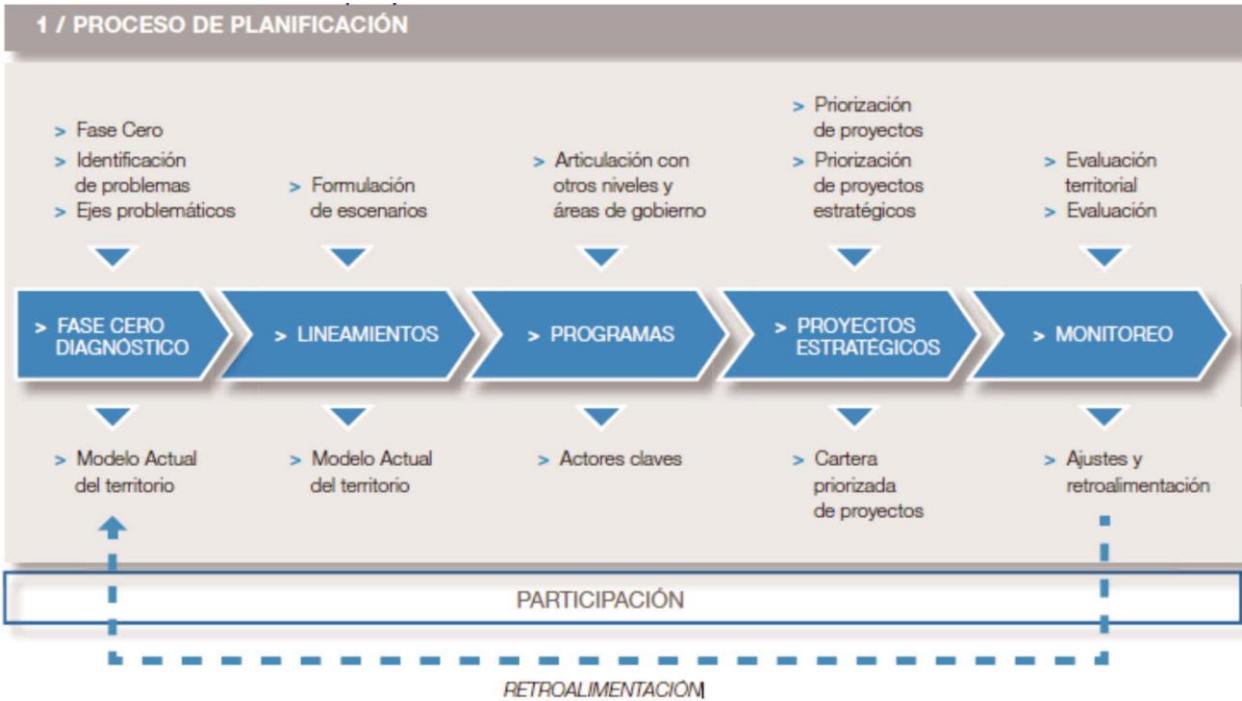 1 / PROCESO DE PLANIFICACIÓN
> Fase Cero
> Identificación
de problemas
> Ejes problemáticos
> Formulación
de escenarios
> Articulación con
otros niveles y
áreas de gobierno
> Priorización
de proyectos
> Priorización
de proyectos
estratégicos
> Evaluación
territorial
> Evaluación
> FASE CERO
DIAGNÓSTICO
> LINEAMIENTOS
> PROGRAMAS
> PROYECTOS
ESTRATÉGICOS
> MONITOREO
> Modelo Actual
del territorio
> Modelo Actual
del territorio
> Actores claves
> Cartera
priorizada
de proyectos
> Ajustes y
retroalimentación
PARTICIPACIÓN
RETROALIMENTACIÓN